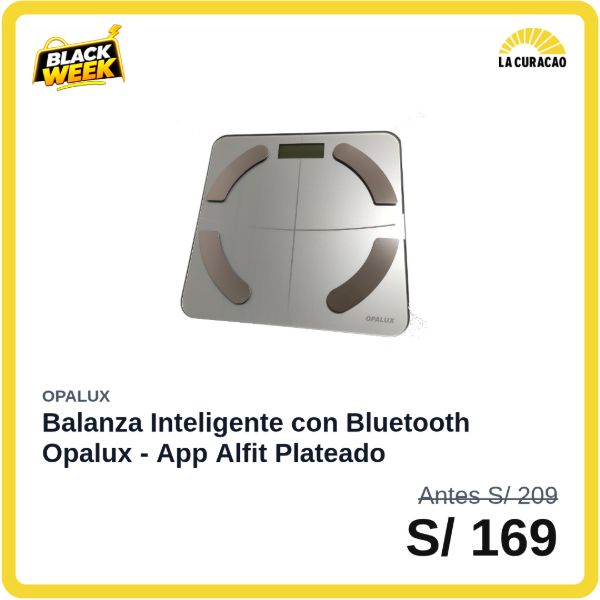 BLACK
WEEK
LA CURACAO
OPALUX
OPALUX
Balanza Inteligente con Bluetooth
Opalux - App Alfit Plateado
Antes S/ 209
S/ 169